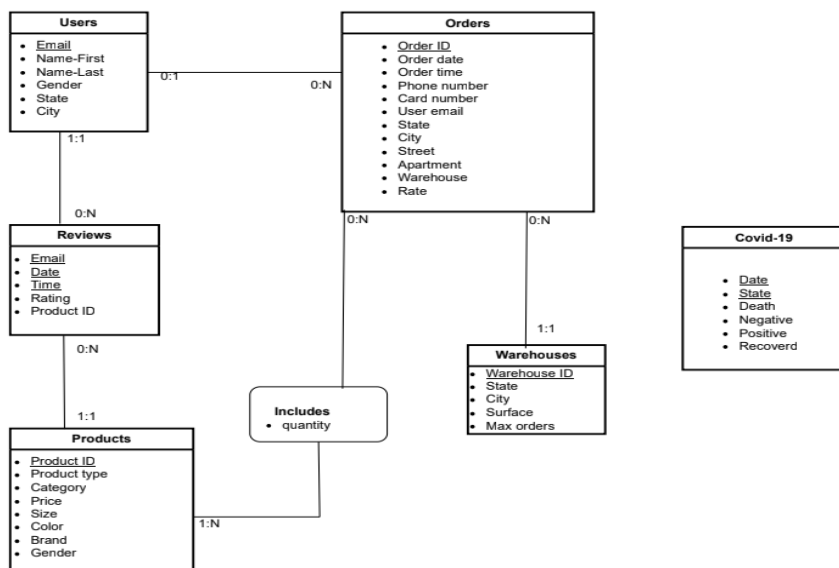 Users
Email
Name-First
Name-Last
Gender
State
City
Orders
Order ID
Order date
Order time
Phone number
Card number
User email
State
City
Street
Apartment
Warehouse
Rate
0:1
0:N
1:1
0:N
Reviews
Email
Date
Time
Rating
Product ID
0:N
0:N
Covid-19
Date
State
Death
Negative
Positive
Recoverd
0:N
1:1
Warehouses
Warehouse ID
State
City
Surface
Max orders
Includes
quantity
1:1
Products
Product ID
Product type
Category
Price
Size
Color
Brand
Gender
1:N